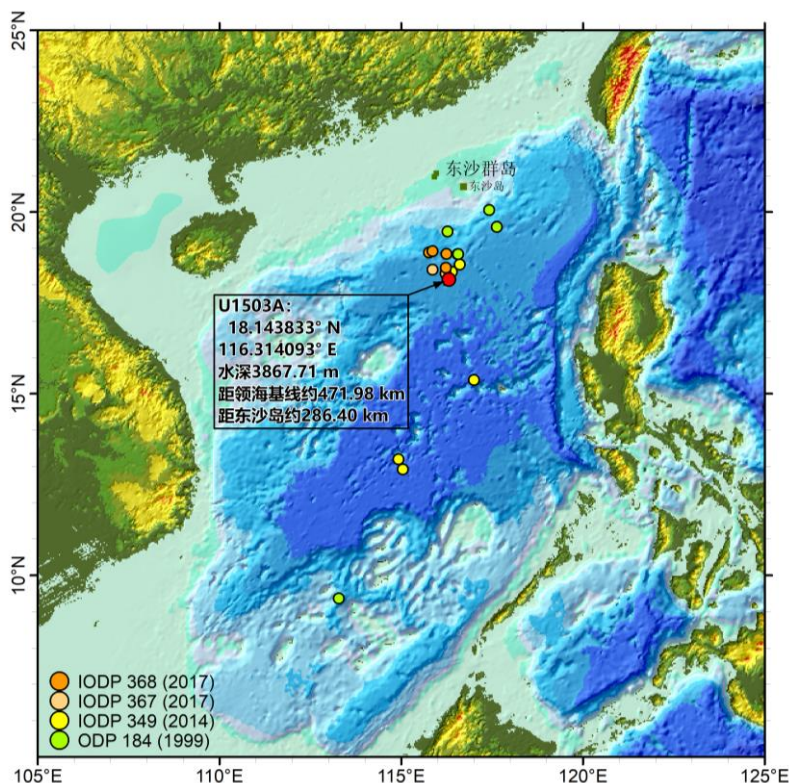 25°N
20°N
15°N
10°N
105°E
110°E
115°E
120°E
125°E
东沙群岛
东沙岛
U1503A:
18.143833° N
116.314093° E
水深3867.71 m
距领海基线约471.98 km
距东沙岛约286.40 km
IODP 368 (2017)
IODP 367 (2017)
IODP 349 (2014)
ODP 184 (1999)